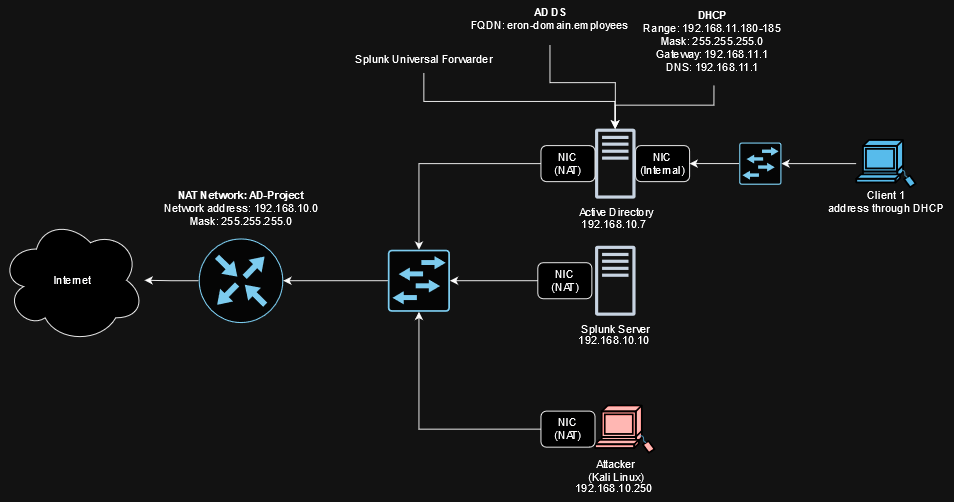 AD DS
FQDN: eron-domain.employees
DHCP
Range: 192.168.11.180-185
Mask: 255.255.255.0
Gateway: 192.168.11.1
DNS: 192.168.11.1
Splunk Universal Forwarder
NIC
(NAT)
NIC
(Internal)
Active Directory
192.168.10.7
Client 1
address through DHCP
NAT Network: AD-Project
Network address: 192.168.10.0
Mask: 255.255.255.0
Internet
NIC
(NAT)
Splunk Server
192.168.10.10
NIC
(NAT)
Attacker
(Kali Linux)
192.168.10.250